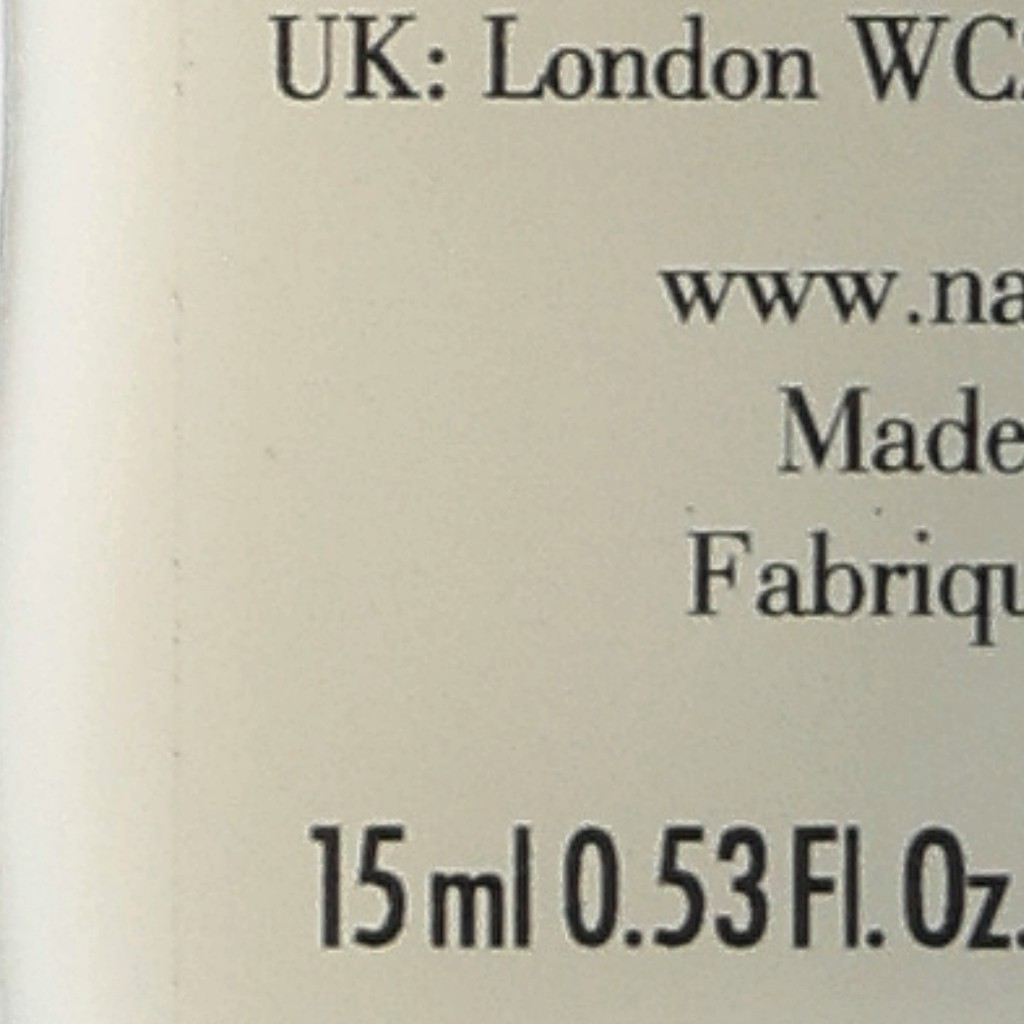 UK: London WC
www.na
Made
Fabriqu
15 ml 0.53 Fl. Oz.